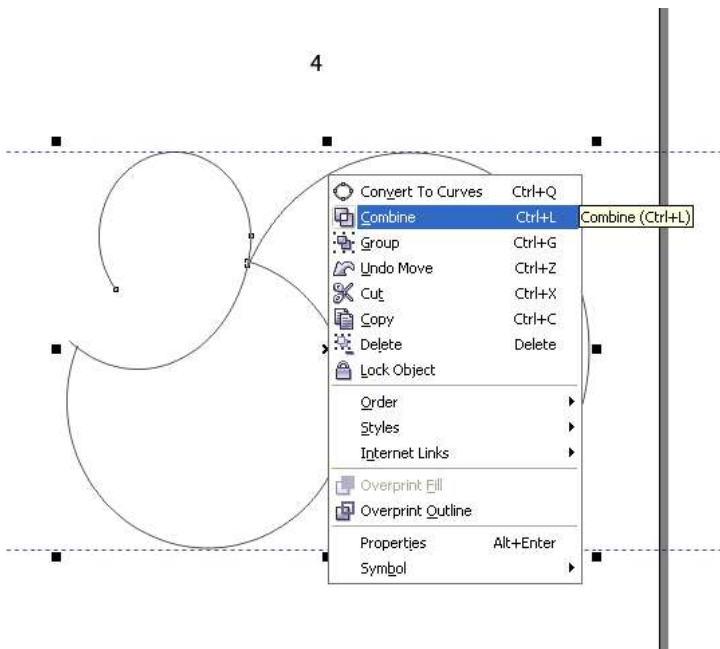 4
Convert To Curves Ctrl+Q
Combine Ctrl+L Combine (Ctrl+L)
Group Ctrl+G
Undo Move Ctrl+Z
Cut Ctrl+X
Copy Ctrl+C
Delete Delete
Lock Object
Order
Styles
Internet Links
Overprint Fill
Overprint Outline
Properties Alt+Enter
Symbol